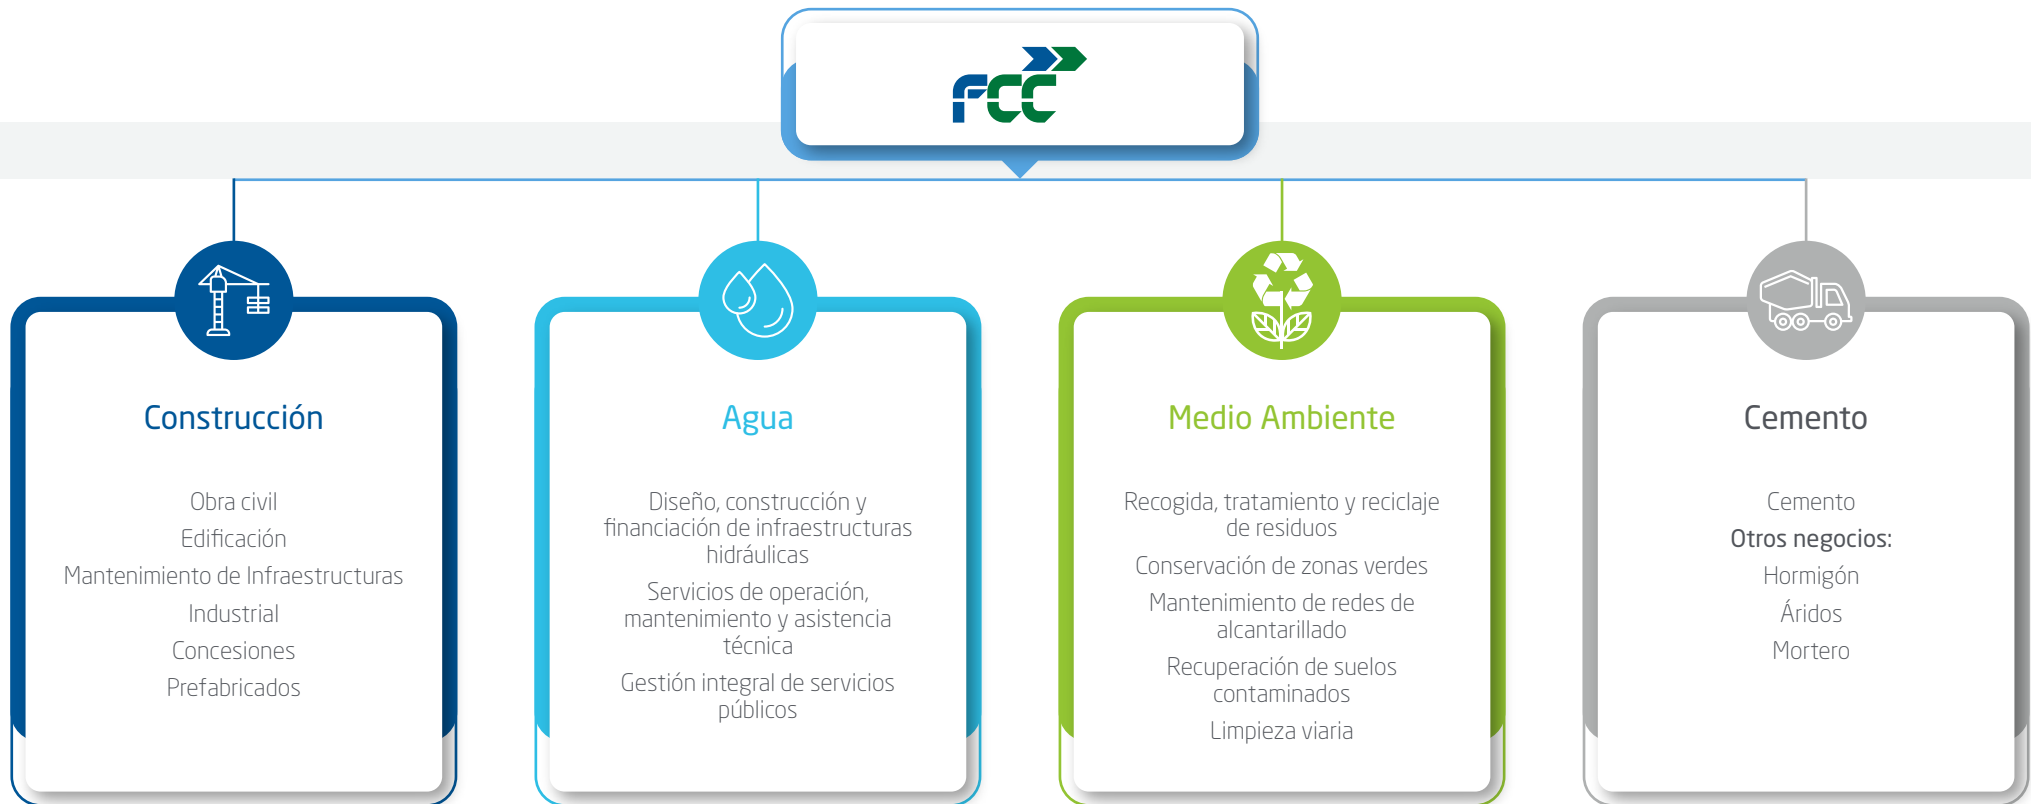 FCC
Construcción
Obra civil
Edificación
Mantenimiento de Infraestructuras
Industrial
Concesiones
Prefabricados
Agua
Diseño, construcción y
financiación de infraestructuras
hidráulicas
Servicios de operación,
mantenimiento y asistencia
técnica
Gestión integral de servicios
públicos
Medio Ambiente
Recogida, tratamiento y reciclaje
de residuos
Conservación de zonas verdes
Mantenimiento de redes de
alcantarillado
Recuperación de suelos
contaminados
Limpieza viaria
Cemento
Cemento
Otros negocios:
Hormigón
Áridos
Mortero